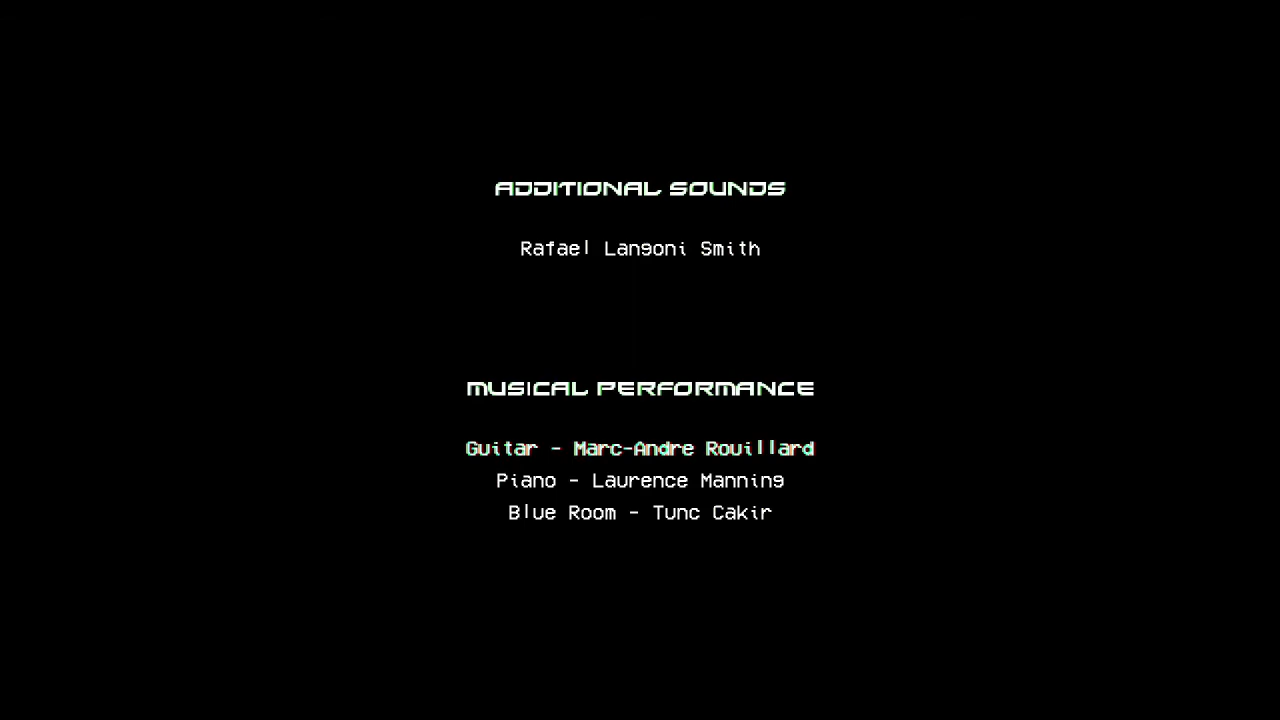 ADDITIONAL SOUNDS
Rafael Langoni Smith
MUSICAL PERFORMANCE
Guitar - Marc-Andre Rouillard
Piano - Laurence Manning
Blue Room - Tunc Cakir